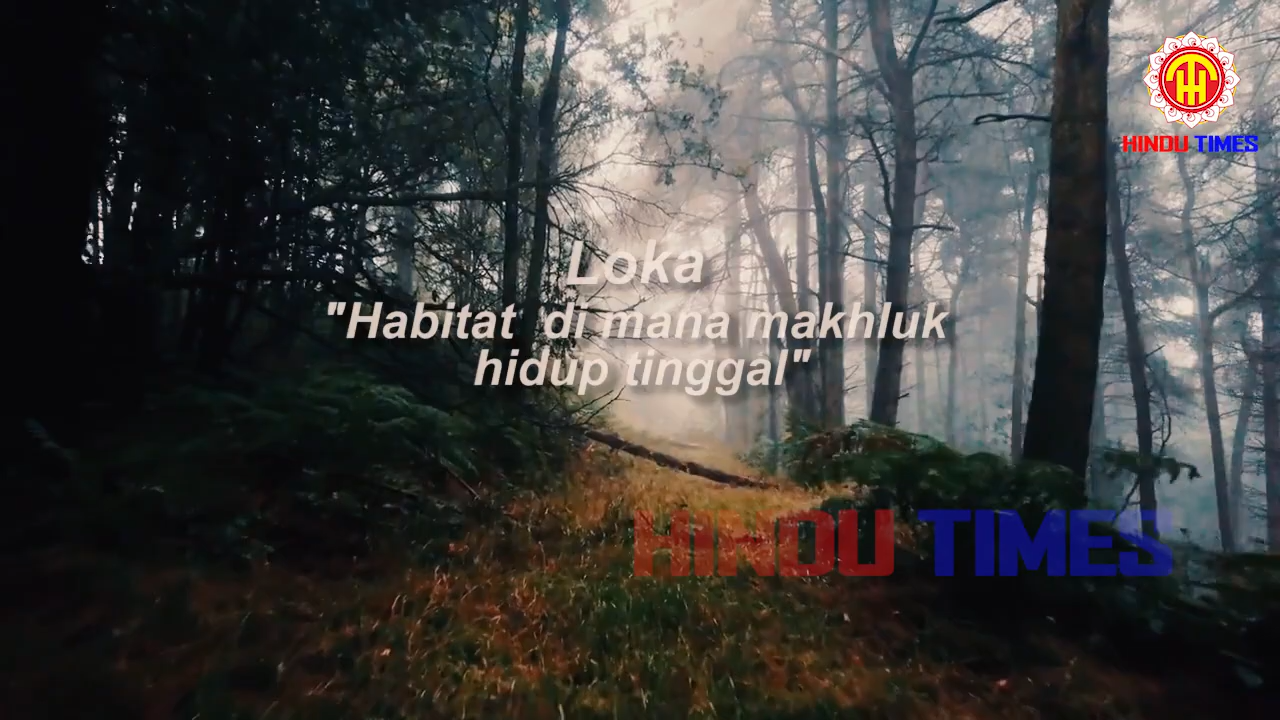 HINDU TIMES
Loka
"Habitat  di mana makhluk
hidup tinggal"
HINDU TIMES